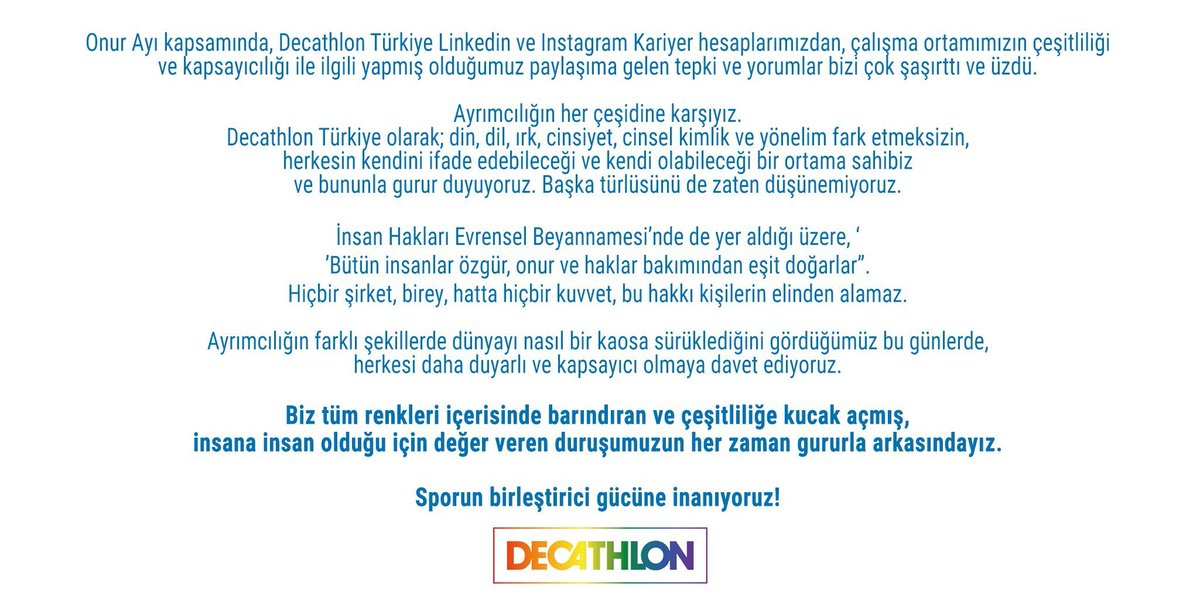 Onur Ayı kapsamında, Decathlon Türkiye Linkedin ve Instagram Kariyer hesaplarımızdan, çalışma ortamımızın çeşitliliği
ve kapsayıcılığı ile ilgili yapmış olduğumuz paylaşıma gelen tepki ve yorumlar bizi çok şaşırttı ve üzdü.
Ayrımcılığın her çeşidine karşıyız.
Decathlon Türkiye olarak; din, dil, ırk, cinsiyet, cinsel kimlik ve yönelim fark etmeksizin,
herkesin kendini ifade edebileceği ve kendi olabileceği bir ortama sahibiz
ve bununla gurur duyuyoruz. Başka türlüsünü de zaten düşünemiyoruz.
İnsan Hakları Evrensel Beyannamesi’nde de yer aldığı üzere, ‘
’Bütün insanlar özgür, onur ve haklar bakımından eşit doğarlar”.
Hiçbir şirket, birey, hatta hiçbir kuvvet, bu hakkı kişilerin elinden alamaz.
Ayrımcılığın farklı şekillerde dünyayı nasıl bir kaosa sürüklediğini gördüğümüz bu günlerde,
herkesi daha duyarlı ve kapsayıcı olmaya davet ediyoruz.
Biz tüm renkleri içerisinde barındıran ve çeşitliliğe kucak açmış,
insana insan olduğu için değer veren duruşumuzun her zaman gururla arkasındayız.
Sporun birleştirici gücüne inanıyoruz!
DECATHLON